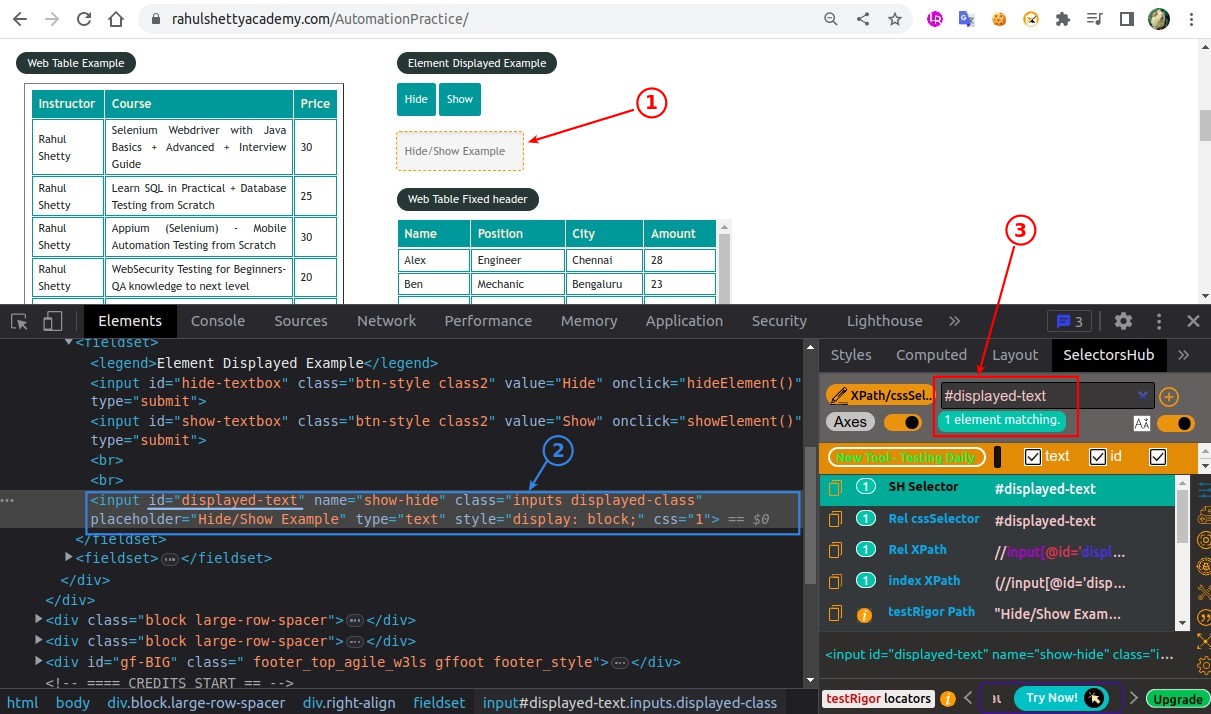 rahulshettyacademy.com/AutomationPractice/
Web Table Example
Instructor Course Price
Rahul Shetty Selenium Webdriver with Java Basics + Advanced + Interview Guide 30
Rahul Shetty Learn SQL in Practical + Database Testing from Scratch 25
Rahul Shetty Appium (Selenium) - Mobile Automation Testing from Scratch 30
Rahul Shetty WebSecurity Testing for Beginners-QA knowledge to next level 20
Element Displayed Example
Hide Show
1
Hide/Show Example
Web Table Fixed header
Name Position City Amount
Alex Engineer Chennai 28
Ben Mechanic Bengaluru 23
3
Elements Console Sources Network Performance Memory Application Security Lighthouse » 3
<fieldset>
<legend>Element Displayed Example</legend>
<input id="hide-textbox" class="btn-style class2" value="Hide" onclick="hideElement()"
type="submit">
<input id="show-textbox" class="btn-style class2" value="Show" onclick="showElement()"
type="submit">
<br>
<br>
2
<input id="displayed-text" name="show-hide" class="inputs displayed-class"
placeholder="Hide/Show Example" type="text" style="display: block;" css="1"> == $0
</fieldset>
<fieldset>…</fieldset>
</div>
</div>
<div class="block large-row-spacer">…</div>
<div class="block large-row-spacer">…</div>
<div id="gf-BIG" class=" footer_top_agile_w3ls gffoot footer_style">…</div>
<!-- ==== CREDITS START == -->
html body div.block.large-row-spacer div.right-align fieldset input#displayed-text.inputs.displayed-class
Styles Computed Layout SelectorsHub »
XPath/cssSel... #displayed-text
Axes 1 element matching.
New Tool - Testing Daily text id
1 SH Selector #displayed-text
1 Rel cssSelector #displayed-text
1 Rel XPath //input[@id='displ...
1 index XPath (//input[@id='disp...
testRigor Path "Hide/Show Exam...
<input id="displayed-text" name="show-hide" class="i...
testRigor locators Try Now! Upgrade